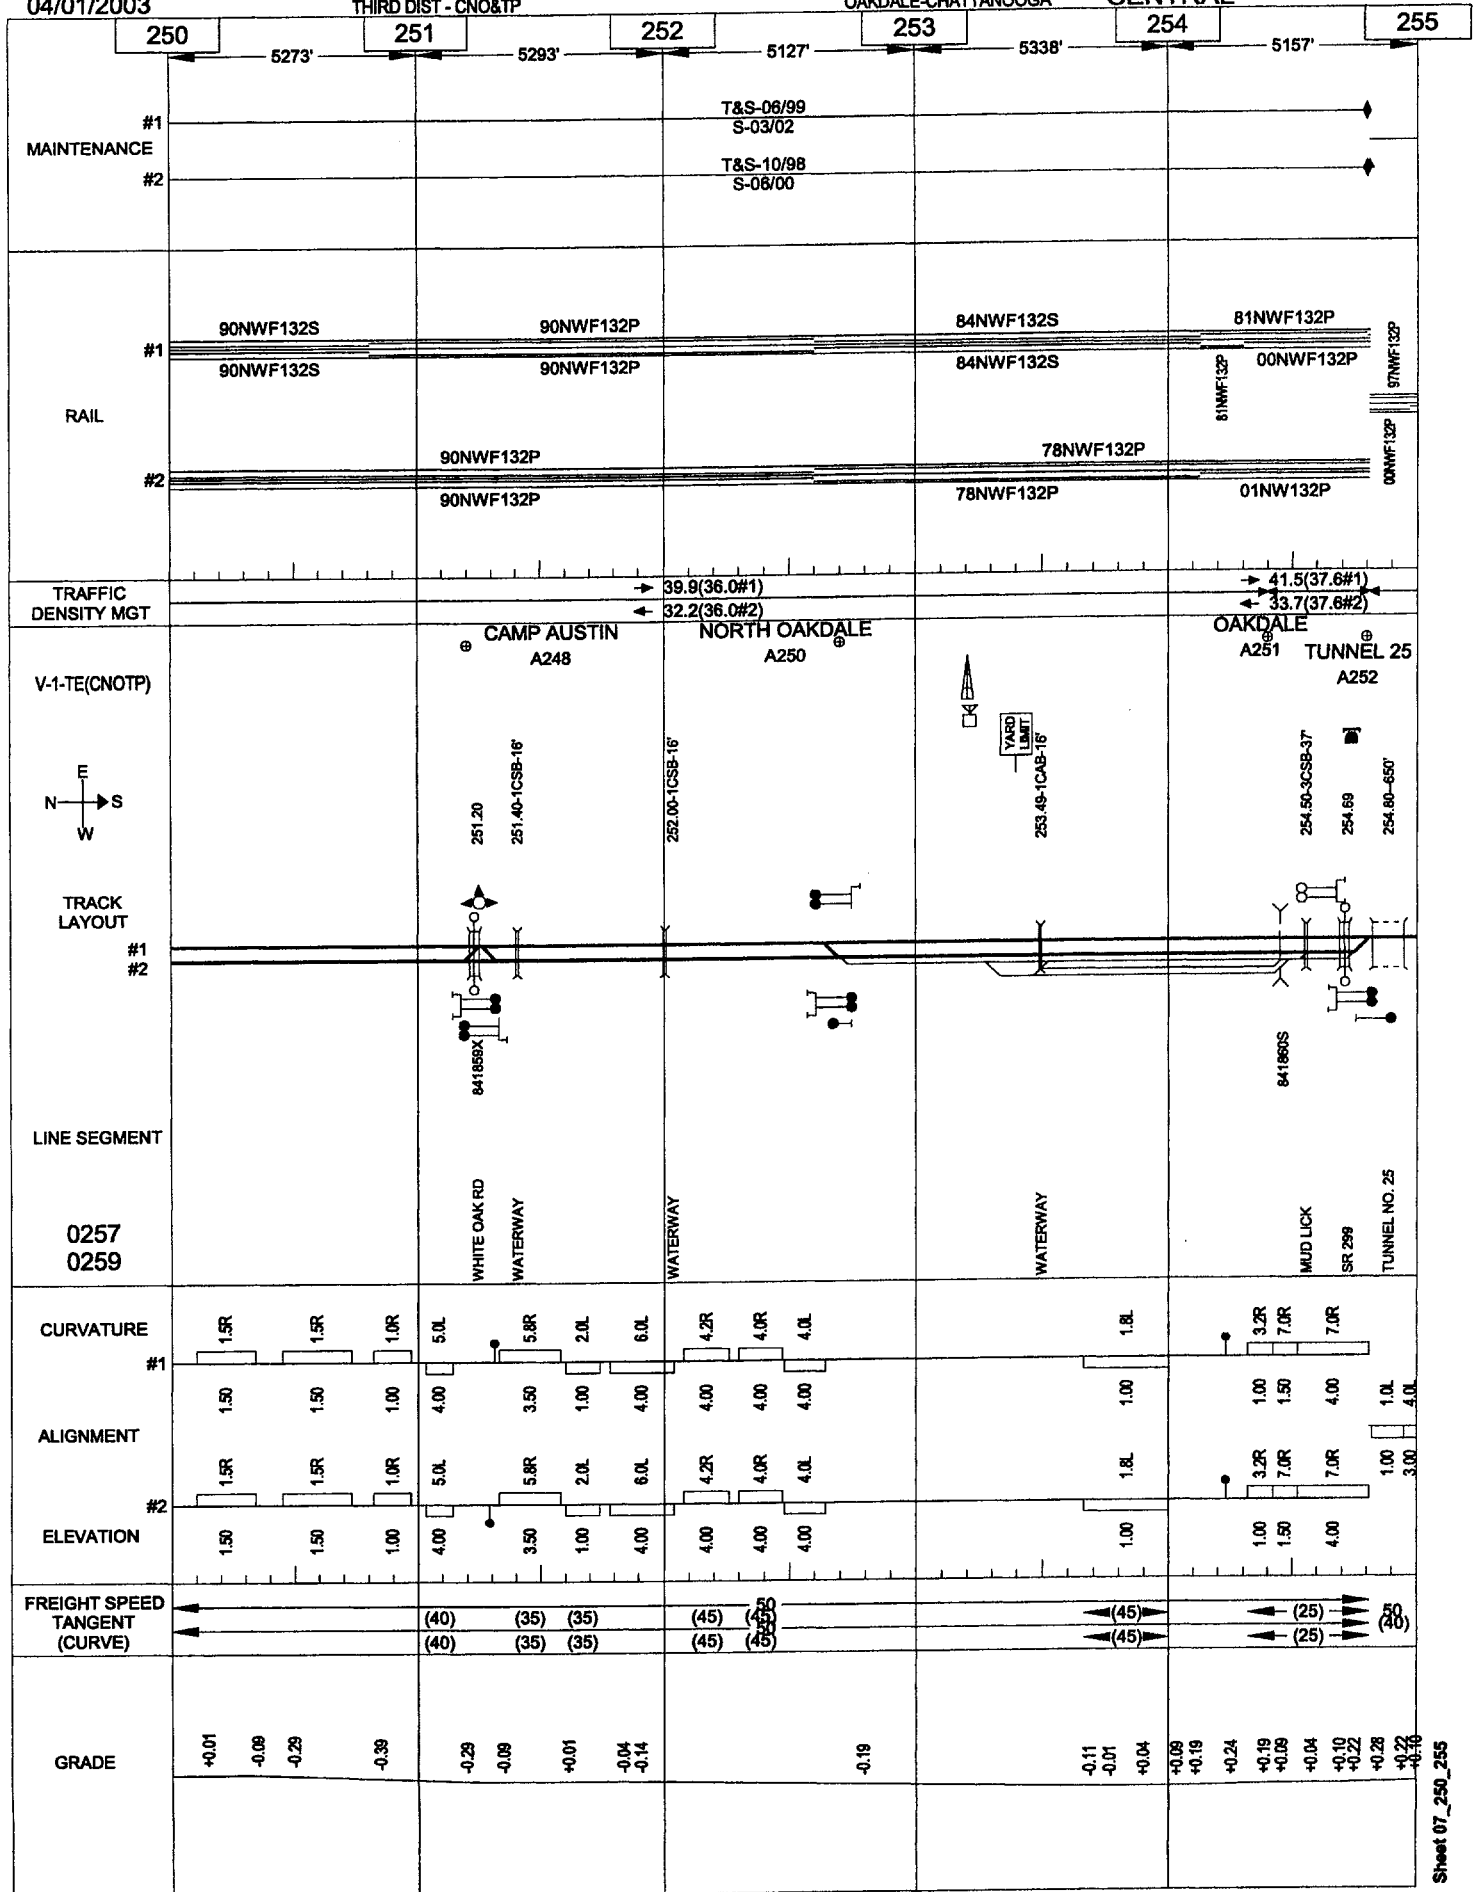 04/01/2003 THIRD DIST - CNO&TP OAKDALE-CHATTANOOGA CENTRAL
250 251 252 253 254 255
5273' 5293' 5127' 5338' 5157'
MAINTENANCE
#1 T&S-06/99
S-03/02
#2 T&S-10/98
S-06/00
RAIL
#1
90NWF132S 90NWF132P 84NWF132S 81NWF132P
90NWF132S 90NWF132P 84NWF132S 00NWF132P
81NWF132P
97NWF132P
00NWF132P
#2
90NWF132P 78NWF132P
90NWF132P 78NWF132P 01NW132P
TRAFFIC
DENSITY MGT
39.9(36.0#1) 41.5(37.6#1)
32.2(36.0#2) 33.7(37.6#2)
V-1-TE(CNOTP)
CAMP AUSTIN
A248
NORTH OAKDALE
A250
OAKDALE
A251
TUNNEL 25
A252
YARD
LIMIT
E
N S
W
251.20
251.40-1CSB-16'
252.00-1CSB-16'
253.49-1CAB-16'
254.50-3CSB-37'
254.69
254.80--650'
TRACK
LAYOUT
#1
#2
841859X
841860S
LINE SEGMENT
0257
0259
WHITE OAK RD
WATERWAY
WATERWAY
WATERWAY
MUD LICK
SR 299
TUNNEL NO. 25
CURVATURE
1.5R 1.5R 1.0R 5.0L 5.8R 2.0L 6.0L 4.2R 4.0R 4.0L 1.8L 3.2R 7.0R 7.0R
#1
1.50 1.50 1.00 4.00 3.50 1.00 4.00 4.00 4.00 4.00 1.00 1.00 1.50 4.00 1.0L 4.0L
ALIGNMENT
1.5R 1.5R 1.0R 5.0L 5.8R 2.0L 6.0L 4.2R 4.0R 4.0L 1.8L 3.2R 7.0R 7.0R 1.00 3.00
#2
ELEVATION
1.50 1.50 1.00 4.00 3.50 1.00 4.00 4.00 4.00 4.00 1.00 1.00 1.50 4.00
FREIGHT SPEED
TANGENT
(CURVE)
50 50
(40) (35) (35) (45) (45) (45) (25) (40)
50
(40) (35) (35) (45) (45) (45) (25)
GRADE
+0.01 -0.09 -0.29 -0.39 -0.29 -0.09 +0.01 -0.04 -0.14 -0.19 -0.11 -0.01 +0.04 +0.09 +0.19 +0.24 +0.19 +0.09 +0.04 +0.10 +0.22 +0.28 +0.22 +0.10
Sheet 07_250_255